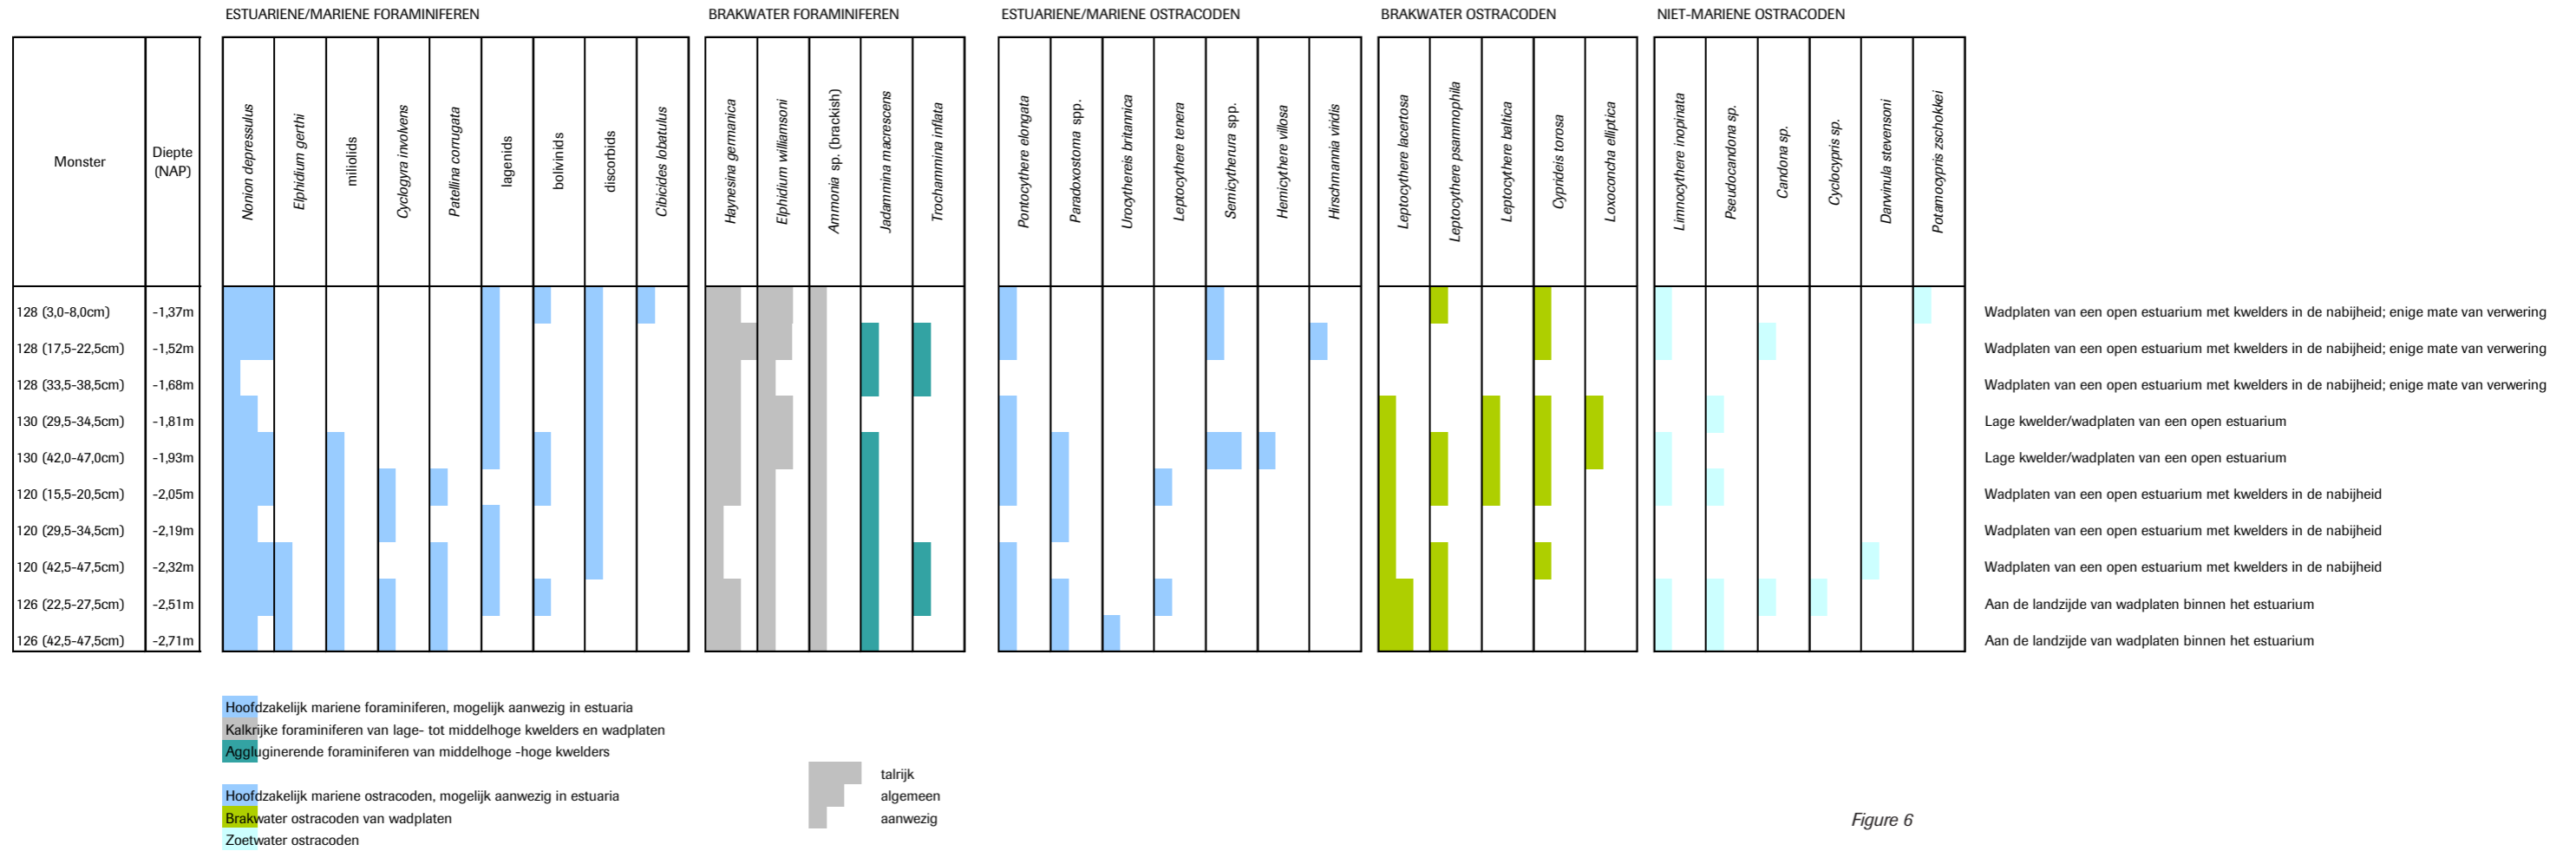 ESTUARIENE/MARIENE FORAMINIFEREN
BRAKWATER FORAMINIFEREN
ESTUARIENE/MARIENE OSTRACODEN
BRAKWATER OSTRACODEN
NIET-MARIENE OSTRACODEN
Monster
Diepte
(NAP)
Nonion depressulus
Elphidium gerthi
miliolids
Cyclogyra involvens
Patellina corrugata
lagenids
bolivinids
discorbids
Cibicides lobatulus
Haynesina germanica
Elphidium williamsoni
Ammonia sp. (brackish)
Jadammina macrescens
Trochammina inflata
Pontocythere elongata
Paradoxostoma spp.
Urocythereis britannica
Leptocythere tenera
Semicytherura spp.
Hemicythere villosa
Hirschmannia viridis
Leptocythere lacertosa
Leptocythere psammophila
Leptocythere baltica
Cyprideis torosa
Loxoconcha elliptica
Limnocythere inopinata
Pseudocandona sp.
Candona sp.
Cyclocypris sp.
Darwinula stevensoni
Potamocypris zschokkei
128 (3,0-8,0cm) -1,37m Wadplaten van een open estuarium met kwelders in de nabijheid; enige mate van verwering
128 (17,5-22,5cm) -1,52m Wadplaten van een open estuarium met kwelders in de nabijheid; enige mate van verwering
128 (33,5-38,5cm) -1,68m Wadplaten van een open estuarium met kwelders in de nabijheid; enige mate van verwering
130 (29,5-34,5cm) -1,81m Lage kwelder/wadplaten van een open estuarium
130 (42,0-47,0cm) -1,93m Lage kwelder/wadplaten van een open estuarium
120 (15,5-20,5cm) -2,05m Wadplaten van een open estuarium met kwelders in de nabijheid
120 (29,5-34,5cm) -2,19m Wadplaten van een open estuarium met kwelders in de nabijheid
120 (42,5-47,5cm) -2,32m Wadplaten van een open estuarium met kwelders in de nabijheid
126 (22,5-27,5cm) -2,51m Aan de landzijde van wadplaten binnen het estuarium
126 (42,5-47,5cm) -2,71m Aan de landzijde van wadplaten binnen het estuarium
Hoofdzakelijk mariene foraminiferen, mogelijk aanwezig in estuaria
Kalkrijke foraminiferen van lage- tot middelhoge kwelders en wadplaten
Aggluginerende foraminiferen van middelhoge -hoge kwelders
Hoofdzakelijk mariene ostracoden, mogelijk aanwezig in estuaria
Brakwater ostracoden van wadplaten
Zoetwater ostracoden
talrijk
algemeen
aanwezig
Figure 6